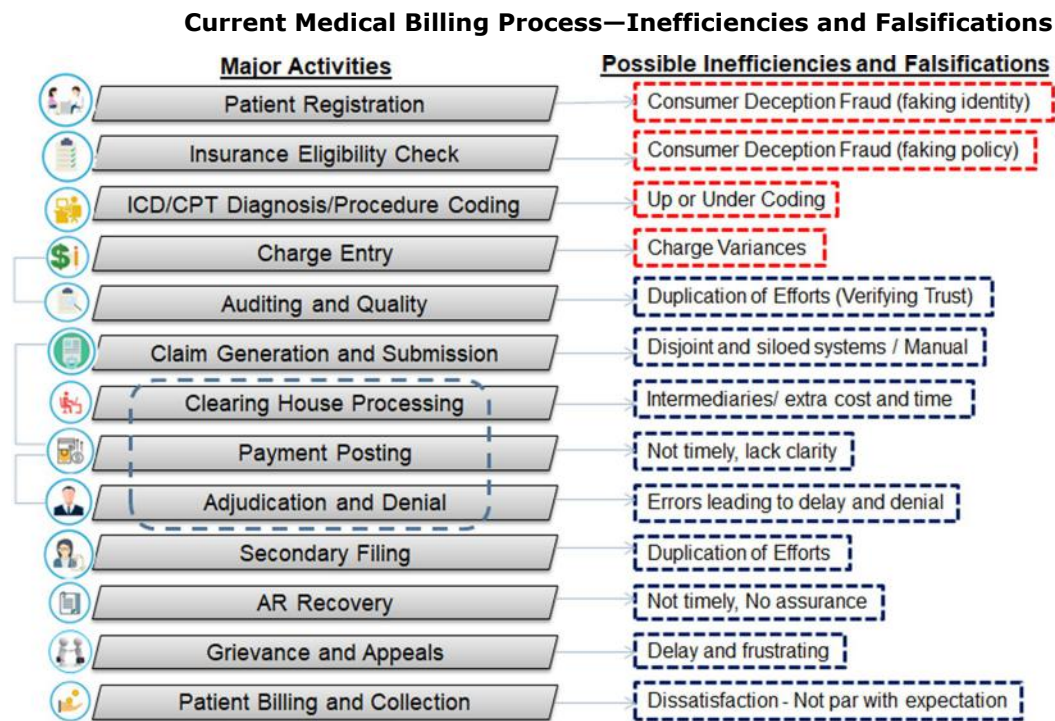 Current Medical Billing Process—Inefficiencies and Falsifications
Major Activities
Possible Inefficiencies and Falsifications
Patient Registration
Consumer Deception Fraud (faking identity)
Insurance Eligibility Check
Consumer Deception Fraud (faking policy)
ICD/CPT Diagnosis/Procedure Coding
Up or Under Coding
$i
Charge Entry
Charge Variances
Auditing and Quality
Duplication of Efforts (Verifying Trust)
Claim Generation and Submission
Disjoint and siloed systems / Manual
Clearing House Processing
Intermediaries/ extra cost and time
Payment Posting
Not timely, lack clarity
Adjudication and Denial
Errors leading to delay and denial
Secondary Filing
Duplication of Efforts
AR Recovery
Not timely, No assurance
Grievance and Appeals
Delay and frustrating
Patient Billing and Collection
Dissatisfaction - Not par with expectation